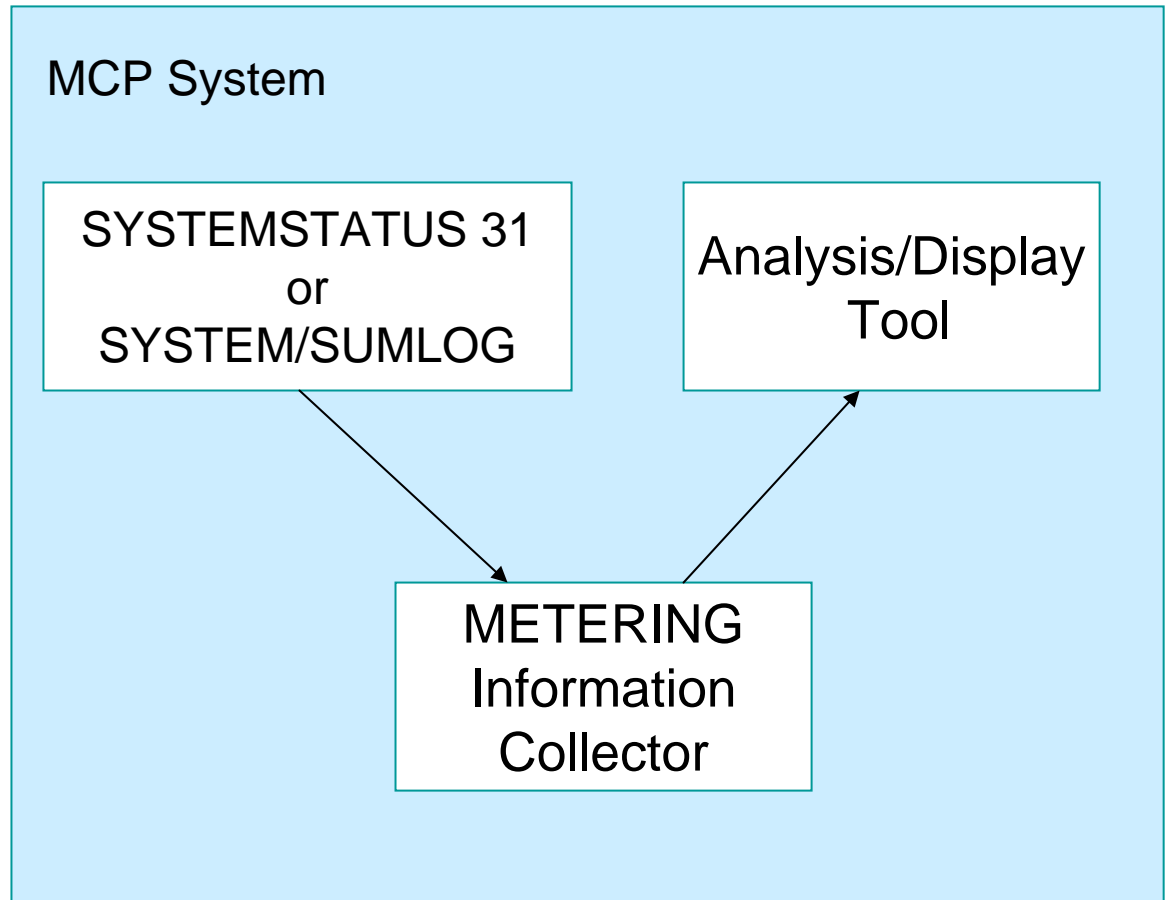 MCP System
SYSTEMSTATUS 31
or
SYSTEM/SUMLOG
Analysis/Display
Tool
METERING
Information
Collector